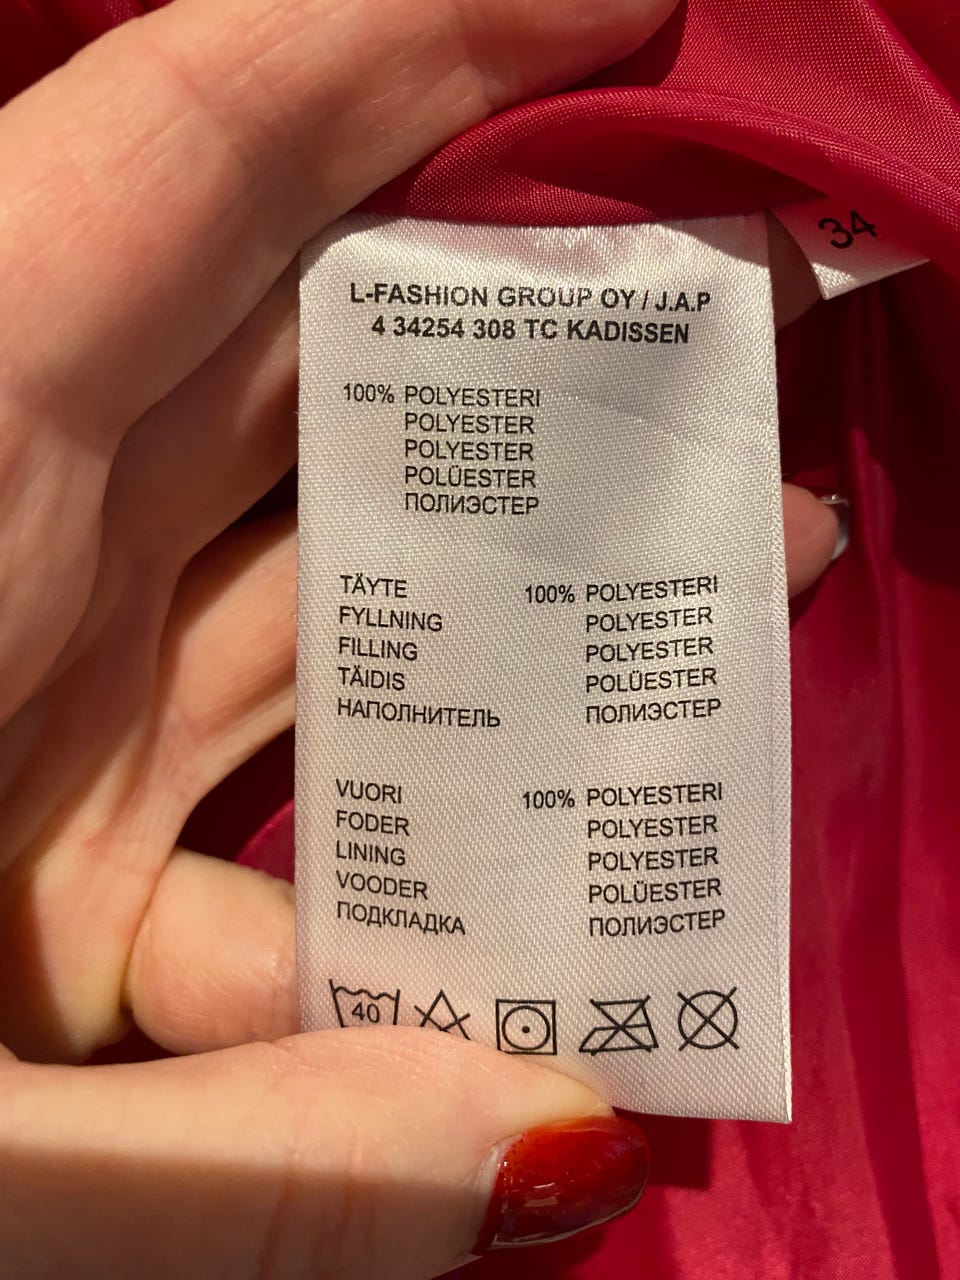 34
L-FASHION GROUP OY / J.A.P
4 34254 308 TC KADISSEN
100% POLYESTERI
POLYESTER
POLYESTER
POLÜESTER
ПОЛИЭСТЕР
TÄYTE 100% POLYESTERI
FYLLNING POLYESTER
FILLING POLYESTER
TÄIDIS POLÜESTER
НАПОЛНИТЕЛЬ ПОЛИЭСТЕР
VUORI 100% POLYESTERI
FODER POLYESTER
LINING POLYESTER
VOODER POLÜESTER
ПОДКЛАДКА ПОЛИЭСТЕР
40